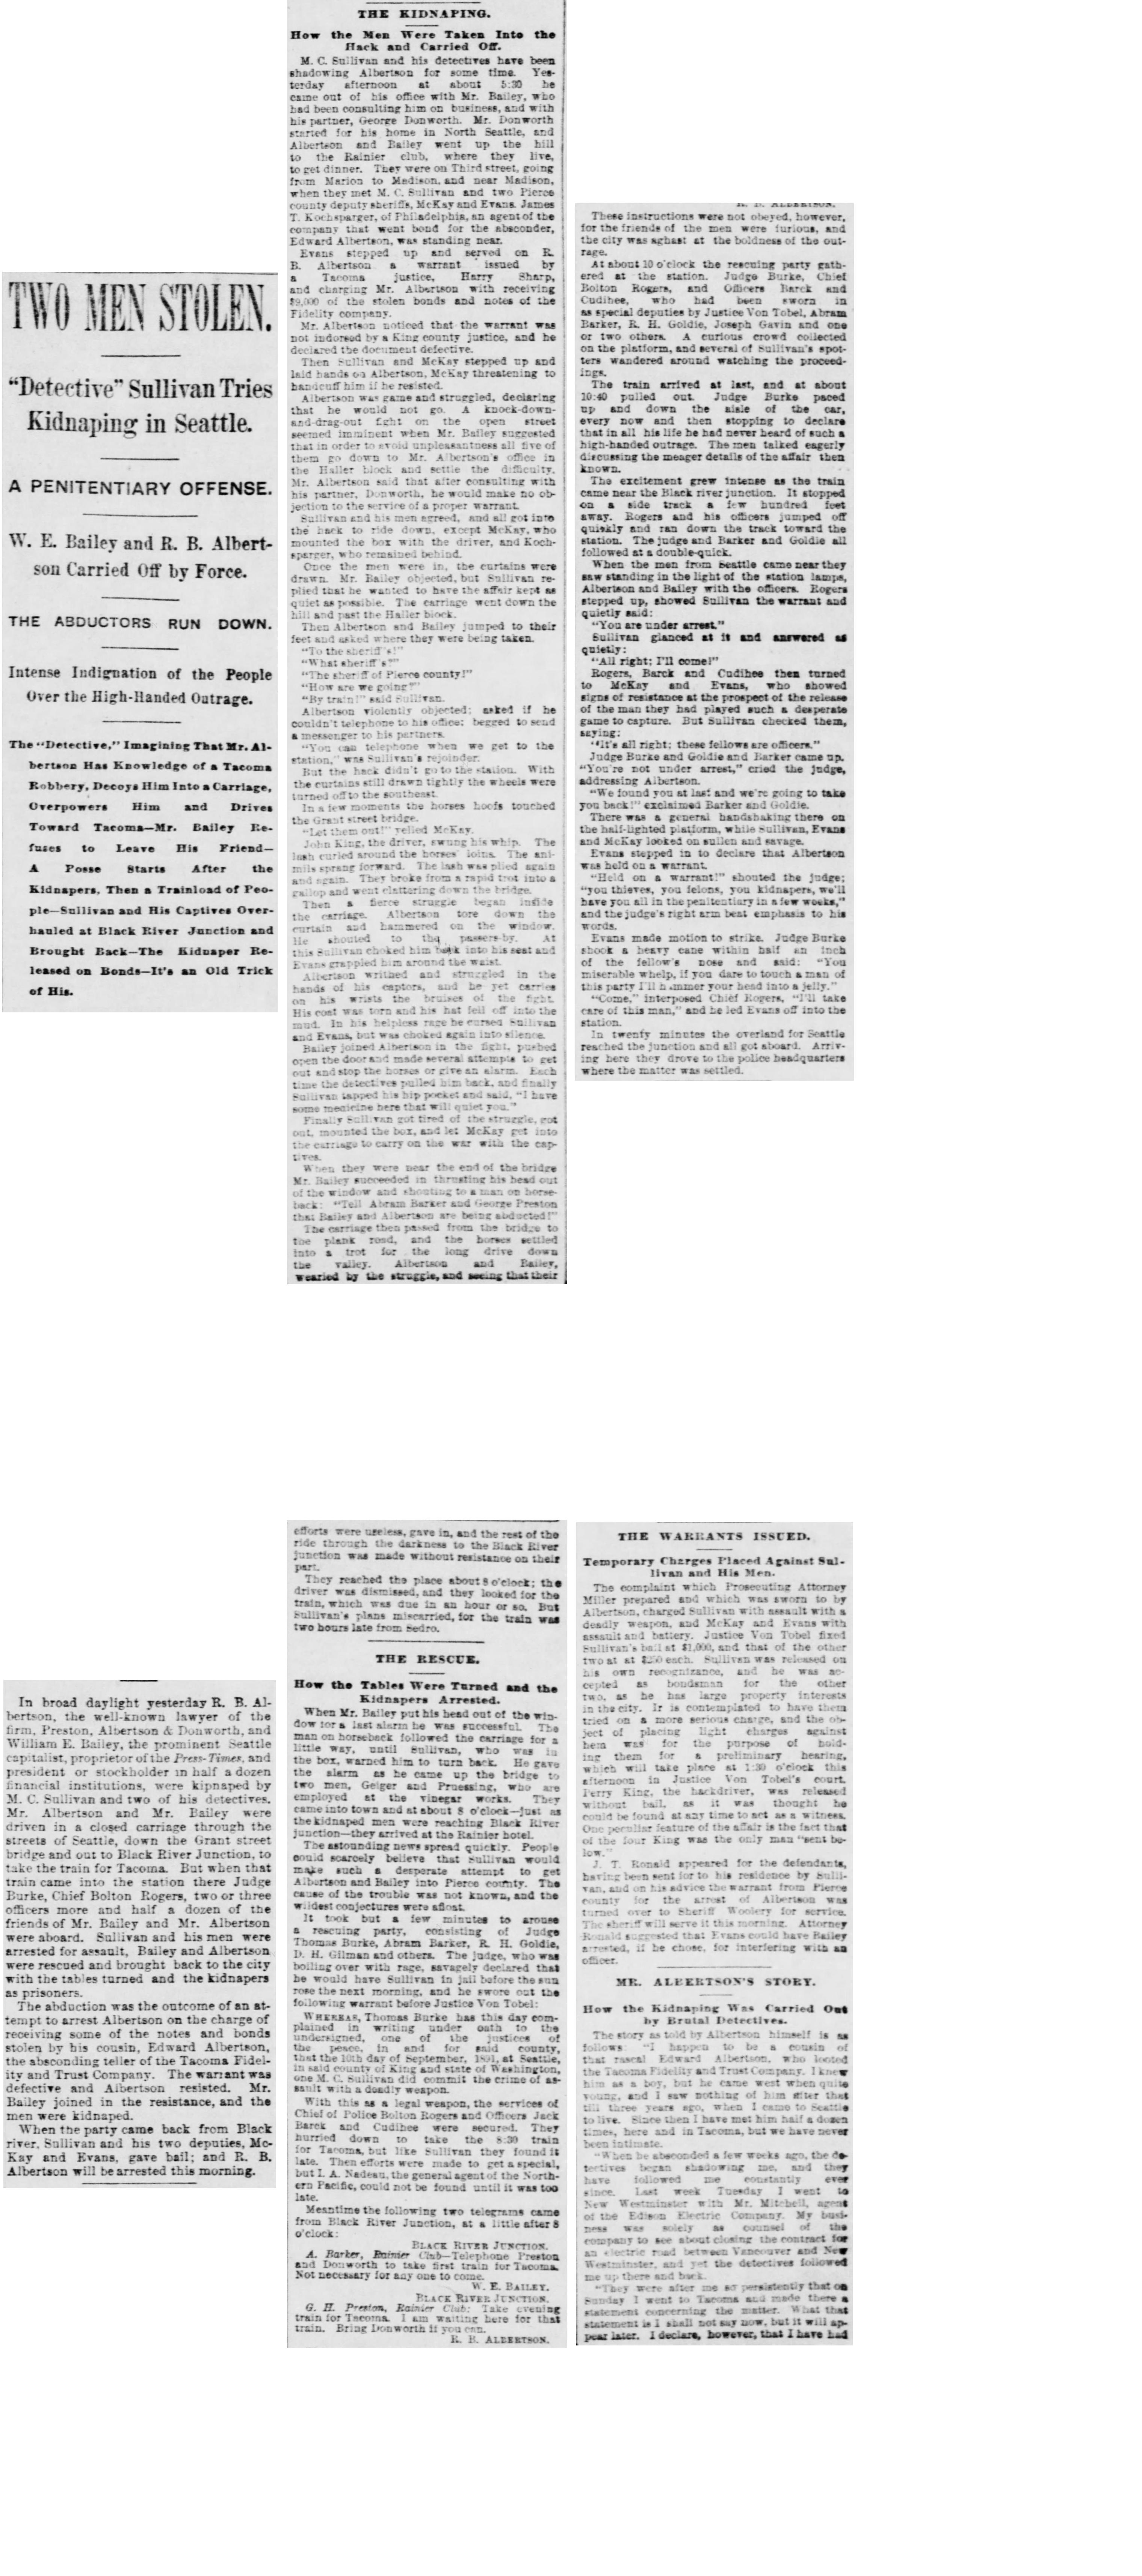 TWO MEN STOLEN.
“Detective” Sullivan Tries
Kidnaping in Seattle.
A PENITENTIARY OFFENSE.
W. E. Bailey and R. B. Albert-
son Carried Off by Force.
THE ABDUCTORS RUN DOWN.
Intense Indignation of the People
Over the High-Handed Outrage.
The “Detective,” Imagining That Mr. Al-
bertson Has Knowledge of a Tacoma
Robbery, Decoys Him Into a Carriage,
Overpowers Him and Drives
Toward Tacoma—Mr. Bailey Re-
fuses to Leave His Friend—
A Posse Starts After the
Kidnapers, Then a Trainload of Peo-
ple—Sullivan and His Captives Over-
hauled at Black River Junction and
Brought Back—The Kidnaper Re-
leased on Bonds—It's an Old Trick
of His.
In broad daylight yesterday R. B. Al-
bertson, the well-known lawyer of the
firm, Preston, Albertson & Donworth, and
William E. Bailey, the prominent Seattle
capitalist, proprietor of the Press-Times, and
president or stockholder in half a dozen
financial institutions, were kipnaped by
M. C. Sullivan and two of his detectives.
Mr. Albertson and Mr. Bailey were
driven in a closed carriage through the
streets of Seattle, down the Grant street
bridge and out to Black River Junction, to
take the train for Tacoma. But when that
train came into the station there Judge
Burke, Chief Bolton Rogers, two or three
officers more and half a dozen of the
friends of Mr. Bailey and Mr. Albertson
were aboard. Sullivan and his men were
arrested for assault, Bailey and Albertson
were rescued and brought back to the city
with the tables turned and the kidnapers
as prisoners.
The abduction was the outcome of an at-
tempt to arrest Albertson on the charge of
receiving some of the notes and bonds
stolen by his cousin, Edward Albertson,
the absconding teller of the Tacoma Fidel-
ity and Trust Company. The warrant was
defective and Albertson resisted. Mr.
Bailey joined in the resistance, and the
men were kidnaped.
When the party came back from Black
river, Sullivan and his two deputies, Mc-
Kay and Evans, gave bail; and R. B.
Albertson will be arrested this morning.
THE KIDNAPING.
How the Men Were Taken Into the
Hack and Carried Off.
M. C. Sullivan and his detectives have been
shadowing Albertson for some time. Yes-
terday afternoon at about 5:30 he
came out of his office with Mr. Bailey, who
had been consulting him on business, and with
his partner, George Donworth. Mr. Donworth
started for his home in North Seattle, and
Albertson and Bailey went up the hill
to the Rainier club, where they live,
to get dinner. They were on Third street, going
from Marion to Madison, and near Madison,
when they met M. C. Sullivan and two Pierce
county deputy sheriffs, McKay and Evans. James
T. Kochsparger, of Philadelphia, an agent of the
company that went bond for the absconder,
Edward Albertson, was standing near.
Evans stepped up and served on R.
B. Albertson a warrant issued by
a Tacoma justice, Harry Sharp,
and charging Mr. Albertson with receiving
$9,000 of the stolen bonds and notes of the
Fidelity company.
Mr. Albertson noticed that the warrant was
not indorsed by a King county justice, and he
declared the document defective.
Then Sullivan and McKay stepped up and
laid hands on Albertson, McKay threatening to
handcuff him if he resisted.
Albertson was game and struggled, declaring
that he would not go. A knock-down-
and-drag-out fight on the open street
seemed imminent when Mr. Bailey suggested
that in order to avoid unpleasantness all five of
them go down to Mr. Albertson's office in
the Haller block and settle the difficulty.
Mr. Albertson said that after consulting with
his partner, Donworth, he would make no ob-
jection to the service of a proper warrant.
Sullivan and his men agreed, and all got into
the hack to ride down, except McKay, who
mounted the box with the driver, and Koch-
sparger, who remained behind.
Once the men were in, the curtains were
drawn. Mr. Bailey objected, but Sullivan re-
plied that he wanted to have the affair kept as
quiet as possible. The carriage went down the
hill and past the Haller block.
Then Albertson and Bailey jumped to their
feet and asked where they were being taken.
“To the sheriff's!”
“What sheriff's?”
“The sheriff of Pierce county!”
“How are we going?”
“By train!” said Sullivan.
Albertson violently objected; asked if he
couldn't telephone to his office; begged to send
a messenger to his partners.
“You can telephone when we get to the
station,” was Sullivan's rejoinder.
But the hack didn't go to the station. With
the curtains still drawn tightly the wheels were
turned off to the southeast.
In a few moments the horses hoofs touched
the Grant street bridge.
“Let them out!” yelled McKay.
John King, the driver, swung his whip. The
lash curled around the horses' loins. The ani-
mals sprang forward. The lash was plied again
and again. They broke from a rapid trot into a
gallop and went clattering down the bridge.
Then a fierce struggle began inside
the carriage. Albertson tore down the
curtain and hammered on the window.
He shouted to the passers-by. At
this Sullivan choked him back into his seat and
Evans grappled him around the waist.
Albertson writhed and struggled in the
hands of his captors, and he yet carries
on his wrists the bruises of the fight.
His coat was torn and his hat fell off into the
mud. In his helpless rage he cursed Sullivan
and Evans, but was choked again into silence.
Bailey joined Albertson in the fight, pushed
open the door and made several attempts to get
out and stop the horses or give an alarm. Each
time the detectives pulled him back, and finally
Sullivan tapped his hip pocket and said, “I have
some medicine here that will quiet you.”
Finally Sullivan got tired of the struggle, got
out, mounted the box, and let McKay get into
the carriage to carry on the war with the cap-
tives.
When they were near the end of the bridge
Mr. Bailey succeeded in thrusting his head out
of the window and shouting to a man on horse-
back: “Tell Abram Barker and George Preston
that Bailey and Albertson are being abducted!”
The carriage then passed from the bridge to
the plank road, and the horses settled
into a trot for the long drive down
the valley. Albertson and Bailey,
wearied by the struggle, and seeing that their
efforts were useless, gave in, and the rest of the
ride through the darkness to the Black River
junction was made without resistance on their
part.
They reached the place about 8 o'clock; the
driver was dismissed, and they looked for the
train, which was due in an hour or so. But
Sullivan's plans miscarried, for the train was
two hours late from Sedro.
THE RESCUE.
How the Tables Were Turned and the
Kidnapers Arrested.
When Mr. Bailey put his head out of the win-
dow for a last alarm he was successful. The
man on horseback followed the carriage for a
little way, until Sullivan, who was in
the box, warned him to turn back. He gave
the alarm as he came up the bridge to
two men, Geiger and Pruessing, who are
employed at the vinegar works. They
came into town and at about 8 o'clock—just as
the kidnaped men were reaching Black River
junction—they arrived at the Rainier hotel.
The astounding news spread quickly. People
could scarcely believe that Sullivan would
make such a desperate attempt to get
Albertson and Bailey into Pierce county. The
cause of the trouble was not known, and the
wildest conjectures were afloat.
It took but a few minutes to arouse
a rescuing party, consisting of Judge
Thomas Burke, Abram Barker, R. H. Goldie,
D. H. Gilman and others. The judge, who was
boiling over with rage, savagely declared that
he would have Sullivan in jail before the sun
rose the next morning, and he swore out the
following warrant before Justice Von Tobel:
WHEREAS, Thomas Burke has this day com-
plained in writing under oath to the
undersigned, one of the justices of
the peace, in and for said county,
that the 10th day of September, 1891, at Seattle,
in said county of King and state of Washington,
one M. C. Sullivan did commit the crime of as-
sault with a deadly weapon.
With this as a legal weapon, the services of
Chief of Police Bolton Rogers and Officers Jack
Barck and Cudihee were secured. They
hurried down to take the 8:30 train
for Tacoma, but like Sullivan they found it
late. Then efforts were made to get a special,
but I. A. Nadeau, the general agent of the North-
ern Pacific, could not be found until it was too
late.
Meantime the following two telegrams came
from Black River Junction, at a little after 8
o'clock:
BLACK RIVER JUNCTION.
A. Barker, Rainier Club—Telephone Preston
and Donworth to take first train for Tacoma.
Not necessary for any one to come.
W. E. BAILEY.
BLACK RIVER JUNCTION.
G. H. Preston, Rainier Club: Take evening
train for Tacoma. I am waiting here for that
train. Bring Donworth if you can.
R. B. ALBERTSON.
These instructions were not obeyed, however,
for the friends of the men were furious, and
the city was aghast at the boldness of the out-
rage.
At about 10 o'clock the rescuing party gath-
ered at the station. Judge Burke, Chief
Bolton Rogers, and Officers Barck and
Cudihee, who had been sworn in
as special deputies by Justice Von Tobel, Abram
Barker, R. H. Goldie, Joseph Gavin and one
or two others. A curious crowd collected
on the platform, and several of Sullivan's spot-
ters wandered around watching the proceed-
ings.
The train arrived at last, and at about
10:40 pulled out. Judge Burke paced
up and down the aisle of the car,
every now and then stopping to declare
that in all his life he had never heard of such a
high-handed outrage. The men talked eagerly
discussing the meager details of the affair then
known.
The excitement grew intense as the train
came near the Black river junction. It stopped
on a side track a few hundred feet
away. Rogers and his officers jumped off
quickly and ran down the track toward the
station. The judge and Barker and Goldie all
followed at a double-quick.
When the men from Seattle came near they
saw standing in the light of the station lamps,
Albertson and Bailey with the officers. Rogers
stepped up, showed Sullivan the warrant and
quietly said:
“You are under arrest.”
Sullivan glanced at it and answered as
quietly:
“All right; I'll come!”
Rogers, Barck and Cudihee then turned
to McKay and Evans, who showed
signs of resistance at the prospect of the release
of the man they had played such a desperate
game to capture. But Sullivan checked them,
saying:
“It's all right; these fellows are officers.”
Judge Burke and Goldie and Barker came up.
“You're not under arrest,” cried the judge,
addressing Albertson.
“We found you at last and we're going to take
you back!” exclaimed Barker and Goldie.
There was a general handshaking there on
the half-lighted platform, while Sullivan, Evans
and McKay looked on sullen and savage.
Evans stepped in to declare that Albertson
was held on a warrant.
“Held on a warrant!” shouted the judge;
“you thieves, you felons, you kidnapers, we'll
have you all in the penitentiary in a few weeks,”
and the judge's right arm beat emphasis to his
words.
Evans made motion to strike. Judge Burke
shook a heavy cane within half an inch
of the fellow's nose and said: “You
miserable whelp, if you dare to touch a man of
this party I'll hammer your head into a jelly.”
“Come,” interposed Chief Rogers, “I'll take
care of this man,” and he led Evans off into the
station.
In twenty minutes the overland for Seattle
reached the junction and all got aboard. Arriv-
ing here they drove to the police headquarters
where the matter was settled.
THE WARRANTS ISSUED.
Temporary Charges Placed Against Sul-
livan and His Men.
The complaint which Prosecuting Attorney
Miller prepared and which was sworn to by
Albertson, charged Sullivan with assault with a
deadly weapon, and McKay and Evans with
assault and battery. Justice Von Tobel fixed
Sullivan's bail at $1,000, and that of the other
two at at $250 each. Sullivan was released on
his own recognizance, and he was ac-
cepted as bondsman for the other
two, as he has large property interests
in the city. Ir is contemplated to have them
tried on a more serious charge, and the ob-
ject of placing light charges against
hem was for the purpose of hold-
ing them for a preliminary hearing,
which will take place at 1:30 o'clock this
afternoon in Justice Von Tobel's court.
Perry King, the hackdriver, was released
without bail, as it was thought he
could be found at any time to act as a witness.
One peculiar feature of the affair is the fact that
of the four King was the only man “sent be-
low.”
J. T. Ronald appeared for the defendants,
having been sent for to his residence by Sulli-
van, and on his advice the warrant from Pierce
county for the arrest of Albertson was
turned over to Sheriff Woolery for service.
The sheriff will serve it this morning. Attorney
Ronald suggested that Evans could have Bailey
arrested, if he chose, for interfering with an
officer.
MR. ALBERTSON'S STORY.
How the Kidnaping Was Carried Out
by Brutal Detectives.
The story as told by Albertson himself is as
follows: “I happen to be a cousin of
that rascal Edward Albertson, who looted
the Tacoma Fidelity and Trust Company. I knew
him as a boy, but he came west when quite
young, and I saw nothing of him after that
till three years ago, when I came to Seattle
to live. Since then I have met him half a dozen
times, here and in Tacoma, but we have never
been intimate.
“When he absconded a few weeks ago, the de-
tectives began shadowing me, and they
have followed me constantly ever
since. Last week Tuesday I went to
New Westminster with Mr. Mitchell, agent
of the Edison Electric Company. My busi-
ness was solely as counsel of the
company to see about closing the contract for
an electric road between Vancouver and New
Westminster, and yet the detectives followed
me up there and back.
“They were after me so persistently that on
Sunday I went to Tacoma and made there a
statement concerning the matter. What that
statement is I shall not say now, but it will ap-
pear later. I declare, however, that I have had